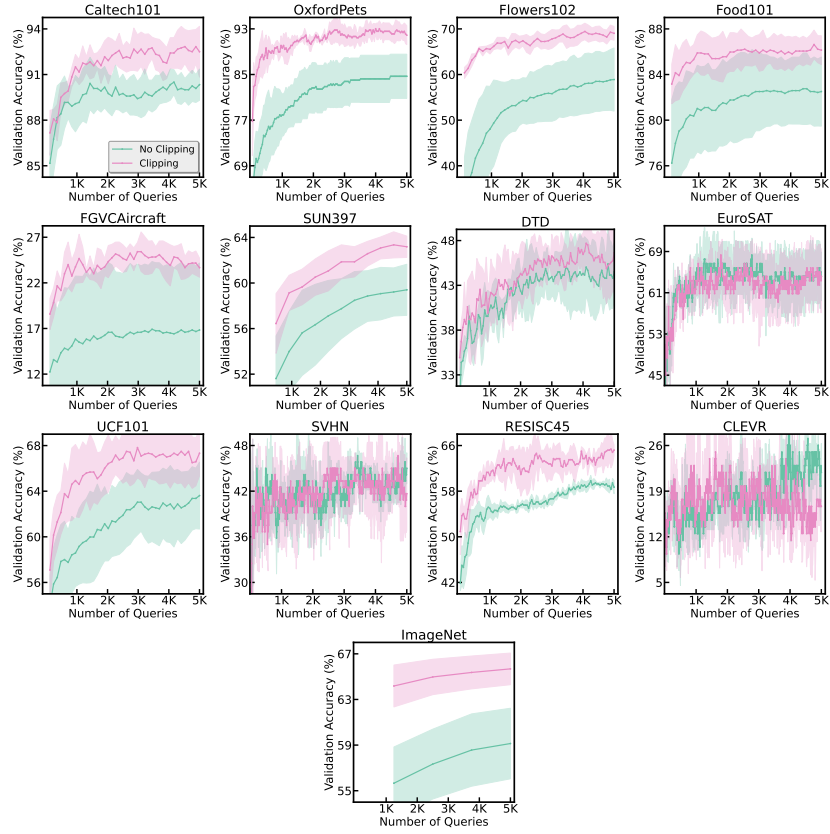 Caltech101
OxfordPets
Flowers102
Food101
Validation Accuracy (%)
94
91
88
85
No Clipping
Clipping
1K 2K 3K 4K 5K
Number of Queries
Validation Accuracy (%)
93
85
77
69
1K 2K 3K 4K 5K
Number of Queries
Validation Accuracy (%)
70
60
50
40
1K 2K 3K 4K 5K
Number of Queries
Validation Accuracy (%)
88
84
80
76
1K 2K 3K 4K 5K
Number of Queries
FGVCAircraft
SUN397
DTD
EuroSAT
Validation Accuracy (%)
27
22
17
12
1K 2K 3K 4K 5K
Number of Queries
Validation Accuracy (%)
64
60
56
52
1K 2K 3K 4K 5K
Number of Queries
Validation Accuracy (%)
48
43
38
33
1K 2K 3K 4K 5K
Number of Queries
Validation Accuracy (%)
69
61
53
45
1K 2K 3K 4K 5K
Number of Queries
UCF101
SVHN
RESISC45
CLEVR
Validation Accuracy (%)
68
64
60
56
1K 2K 3K 4K 5K
Number of Queries
Validation Accuracy (%)
48
42
36
30
1K 2K 3K 4K 5K
Number of Queries
Validation Accuracy (%)
66
58
50
42
1K 2K 3K 4K 5K
Number of Queries
Validation Accuracy (%)
26
19
12
5
1K 2K 3K 4K 5K
Number of Queries
ImageNet
Validation Accuracy (%)
67
63
59
55
1K 2K 3K 4K 5K
Number of Queries